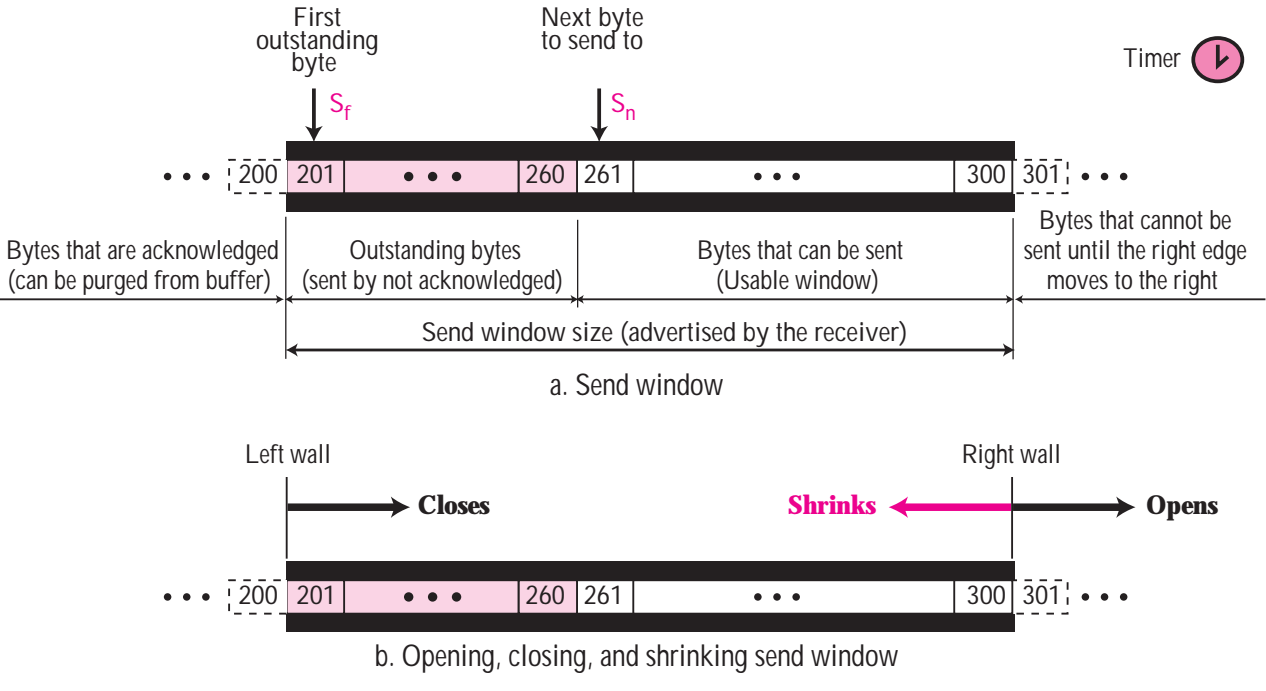 First
outstanding
byte
Next byte
to send to
Timer
Sf
Sn
• • • 200 201 • • • 260 261 • • • 300 301 • • •
Bytes that are acknowledged
(can be purged from buffer)
Outstanding bytes
(sent by not acknowledged)
Bytes that can be sent
(Usable window)
Bytes that cannot be
sent until the right edge
moves to the right
Send window size (advertised by the receiver)
a. Send window
Left wall
Right wall
Closes
Shrinks
Opens
• • • 200 201 • • • 260 261 • • • 300 301 • • •
b. Opening, closing, and shrinking send window